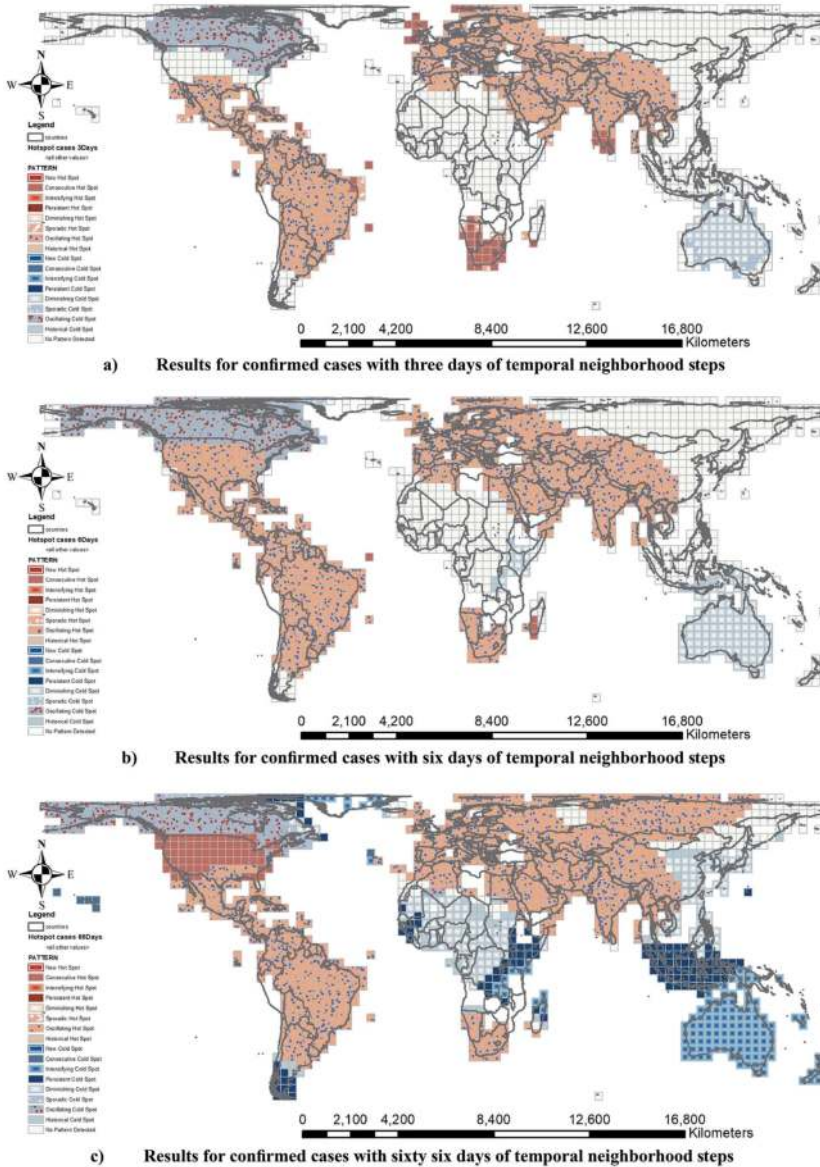 N
W E
S
Legend
countries
Hotspot cases 3Days
<all other values>
PATTERN
New Hot Spot
Consecutive Hot Spot
Intensifying Hot Spot
Persistent Hot Spot
Diminishing Hot Spot
Sporadic Hot Spot
Oscillating Hot Spot
Historical Hot Spot
New Cold Spot
Consecutive Cold Spot
Intensifying Cold Spot
Persistent Cold Spot
Diminishing Cold Spot
Sporadic Cold Spot
Oscillating Cold Spot
Historical Cold Spot
No Pattern Detected
0 2,100 4,200 8,400 12,600 16,800
Kilometers
a) Results for confirmed cases with three days of temporal neighborhood steps
N
W E
S
Legend
countries
Hotspot cases 6Days
<all other values>
PATTERN
New Hot Spot
Consecutive Hot Spot
Intensifying Hot Spot
Persistent Hot Spot
Diminishing Hot Spot
Sporadic Hot Spot
Oscillating Hot Spot
Historical Hot Spot
New Cold Spot
Consecutive Cold Spot
Intensifying Cold Spot
Persistent Cold Spot
Diminishing Cold Spot
Sporadic Cold Spot
Oscillating Cold Spot
Historical Cold Spot
No Pattern Detected
0 2,100 4,200 8,400 12,600 16,800
Kilometers
b) Results for confirmed cases with six days of temporal neighborhood steps
N
W E
S
Legend
countries
Hotspot cases 66Days
<all other values>
PATTERN
New Hot Spot
Consecutive Hot Spot
Intensifying Hot Spot
Persistent Hot Spot
Diminishing Hot Spot
Sporadic Hot Spot
Oscillating Hot Spot
Historical Hot Spot
New Cold Spot
Consecutive Cold Spot
Intensifying Cold Spot
Persistent Cold Spot
Diminishing Cold Spot
Sporadic Cold Spot
Oscillating Cold Spot
Historical Cold Spot
No Pattern Detected
0 2,100 4,200 8,400 12,600 16,800
Kilometers
c) Results for confirmed cases with sixty six days of temporal neighborhood steps